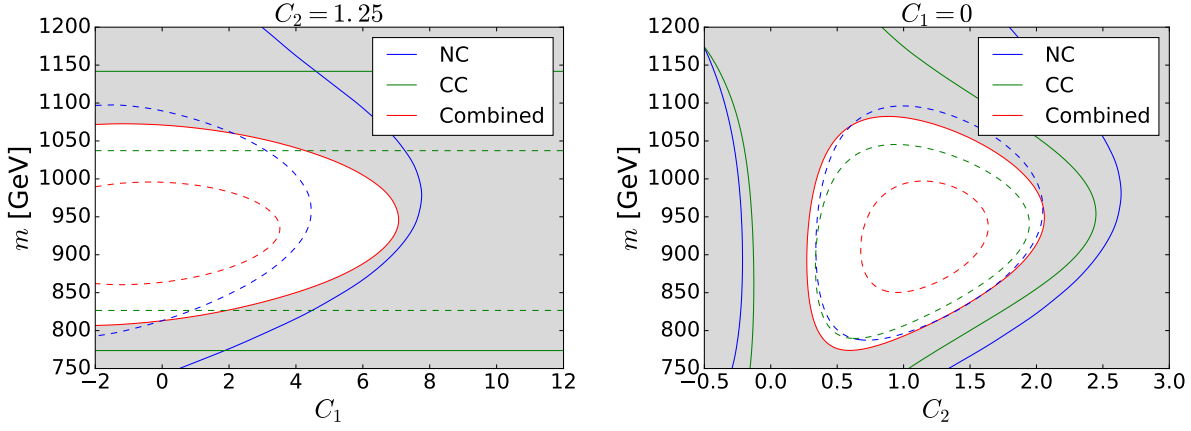 C₂ = 1.25
1200
1150
1100
1050
1000
950
900
850
800
750
m [GeV]
NC
CC
Combined
−2 0 2 4 6 8 10 12
C₁
C₁ = 0
1200
1150
1100
1050
1000
950
900
850
800
750
m [GeV]
NC
CC
Combined
−0.5 0.0 0.5 1.0 1.5 2.0 2.5 3.0
C₂